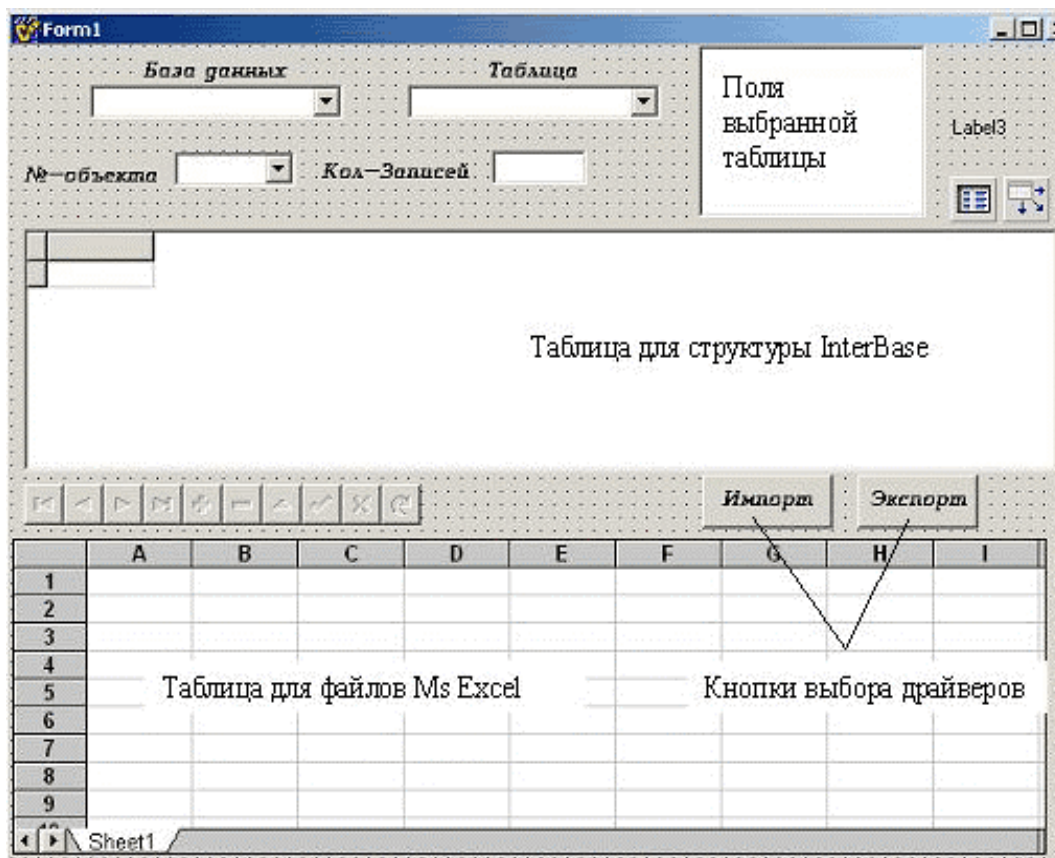 Form1
База данных
Таблица
Поля
выбранной
таблицы
Label3
№-объекта
Кол-Записей
Таблица для структуры InterBase
Импорт
Экспорт
A B C D E F G H I
1
2
3
4
5
6
7
8
9
10
Таблица для файлов Ms Excel
Кнопки выбора драйверов
Sheet1